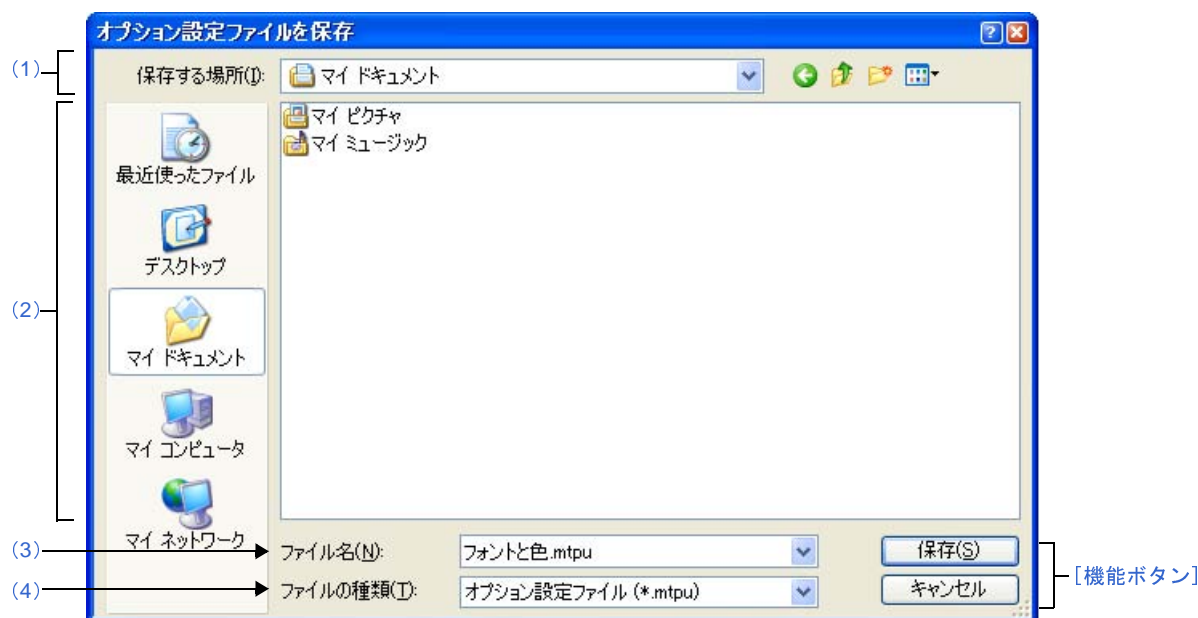 オプション設定ファイルを保存
(1)
保存する場所(I):
マイ ドキュメント
(2)
マイ ピクチャ
マイ ミュージック
最近使ったファイル
デスクトップ
マイ ドキュメント
マイ コンピュータ
マイ ネットワーク
(3)
ファイル名(N):
フォントと色.mtpu
保存(S)
(4)
ファイルの種類(T):
オプション設定ファイル (*.mtpu)
キャンセル
[機能ボタン]